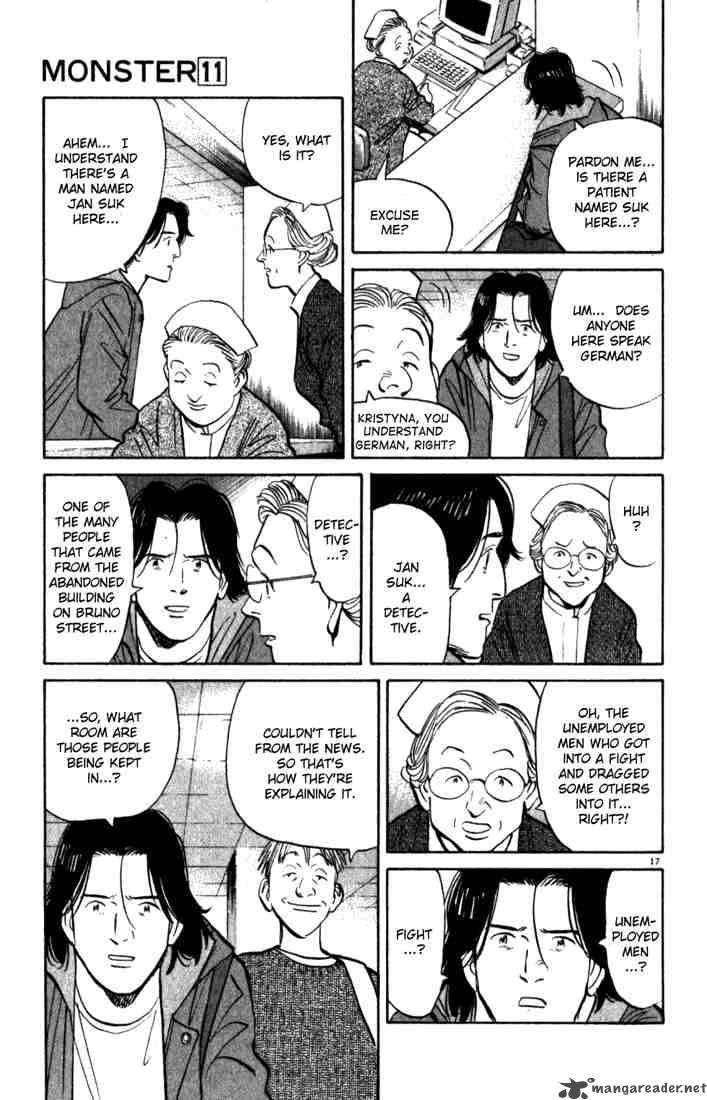 MONSTER 11
PARDON ME...
IS THERE A
PATIENT
NAMED SUK
HERE...?
EXCUSE
ME?
YES, WHAT
IS IT?
AHEM... I
UNDERSTAND
THERE'S A
MAN NAMED
JAN SUK
HERE...
UM... DOES
ANYONE
HERE SPEAK
GERMAN?
KRISTYNA, YOU
UNDERSTAND
GERMAN, RIGHT?
HUH
?
JAN
SUK...
A
DETEC-
TIVE.
DETEC-
TIVE
...?
ONE OF
THE MANY
PEOPLE
THAT CAME
FROM THE
ABANDONED
BUILDING
ON BRUNO
STREET...
OH, THE
UNEMPLOYED
MEN WHO GOT
INTO A FIGHT
AND DRAGGED
SOME OTHERS
INTO IT...
RIGHT?!
17
UNEM-
PLOYED
MEN
...?
FIGHT
...?
COULDN'T TELL
FROM THE NEWS.
SO THAT'S
HOW THEY'RE
EXPLAINING IT.
...SO, WHAT
ROOM ARE
THOSE PEOPLE
BEING KEPT
IN...?
mangareader.net